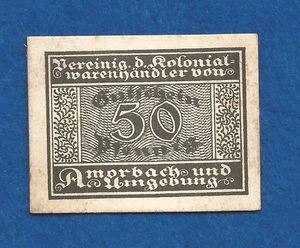 Vereinig. d. Kolonial-
warenhändler von
Gutschein
50
Pfennig
Amorbach und
Umgebung